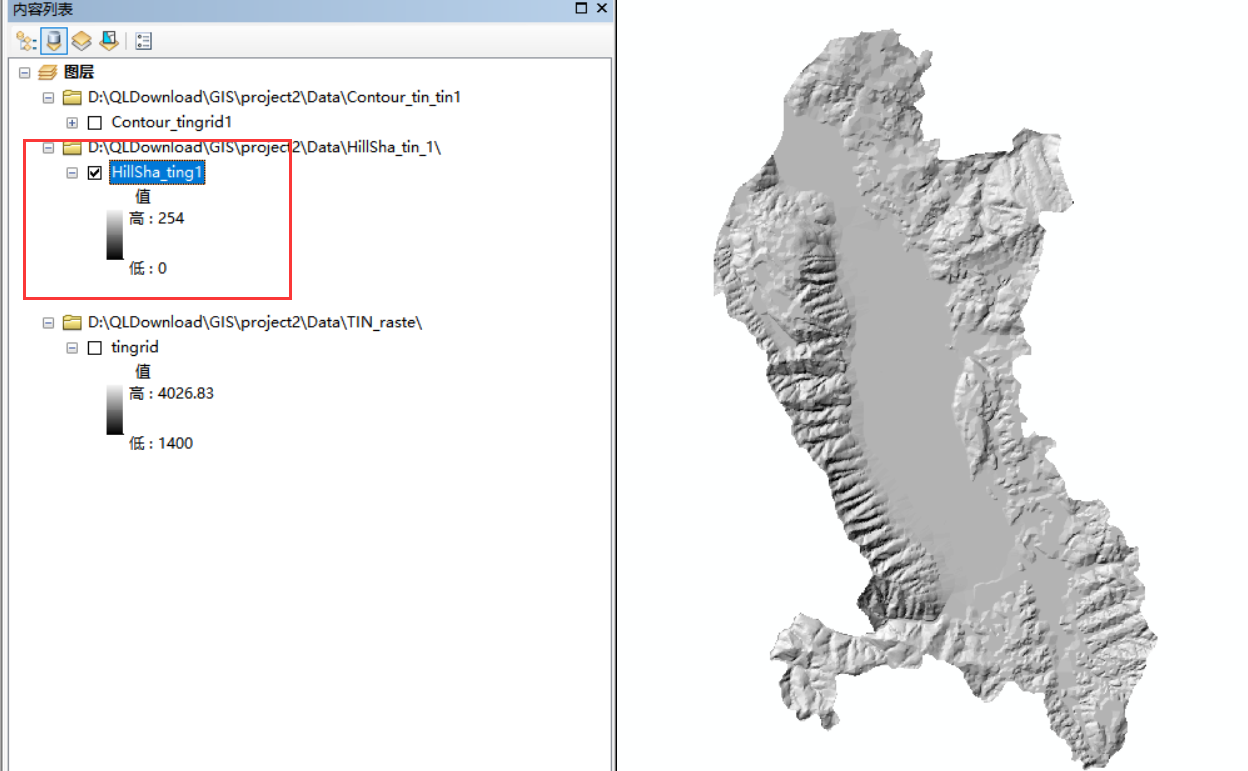 内容列表
图层
D:\QLDownload\GIS\project2\Data\Contour_tin_tin1
Contour_tingrid1
D:\QLDownload\GIS\project2\Data\HillSha_tin_1\
HillSha_ting1
值
高 : 254
低 : 0
D:\QLDownload\GIS\project2\Data\TIN_raste\
tingrid
值
高 : 4026.83
低 : 1400